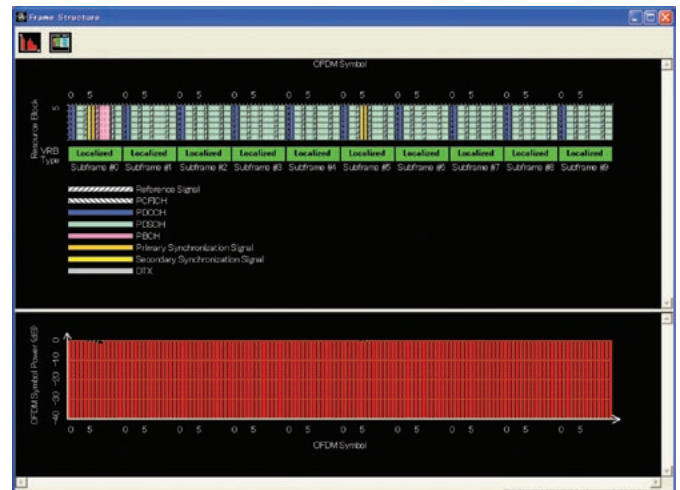 Frame Structure
OFDM Symbol
0 5 0 5 0 5 0 5 0 5 0 5 0 5 0 5 0 5 0 5
Resource Block
5
VRB Type
Localized Localized Localized Localized Localized Localized Localized Localized Localized Localized
Subframe #0 Subframe #1 Subframe #2 Subframe #3 Subframe #4 Subframe #5 Subframe #6 Subframe #7 Subframe #8 Subframe #9
Reference Signal
PCFICH
PDCCH
PDSCH
PBCH
Primary Synchronization Signal
Secondary Synchronization Signal
DTX
OFDM Symbol Power (dB)
0
-10
-20
-30
-40
0 5 0 5 0 5 0 5 0 5 0 5 0 5 0 5 0 5 0 5
OFDM Symbol